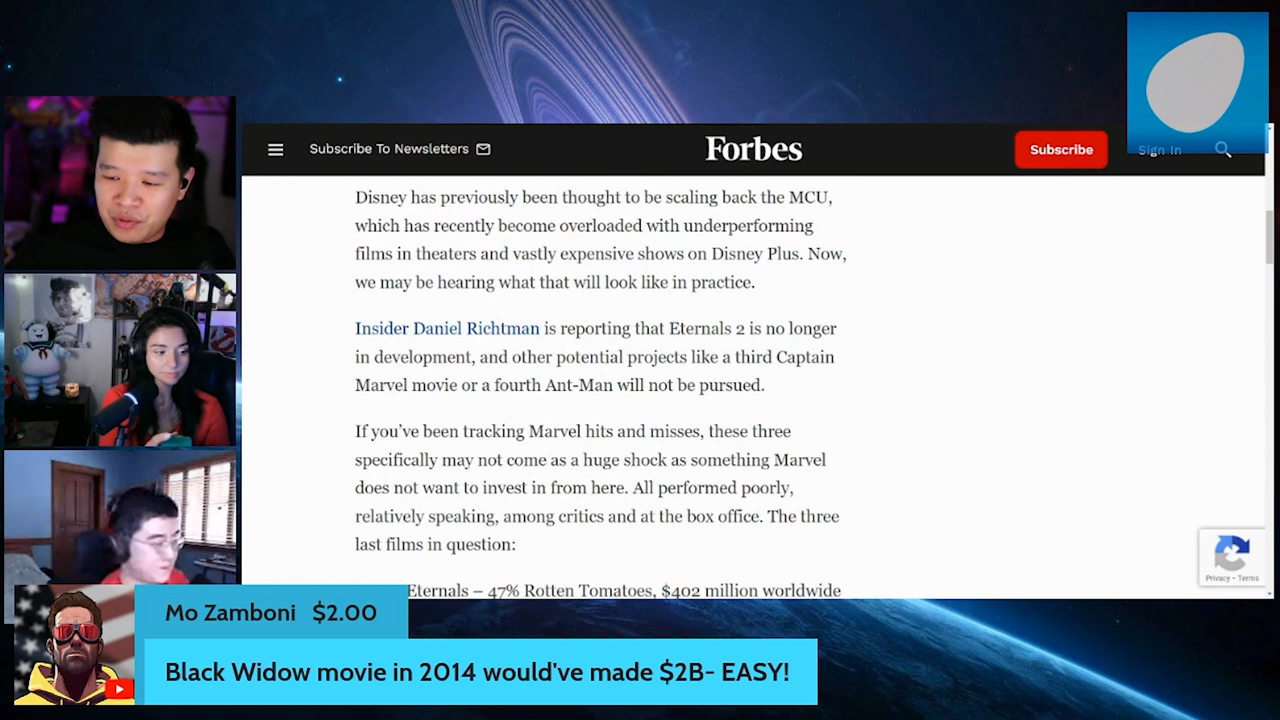 Subscribe To Newsletters
Forbes
Subscribe
Sign In
Disney has previously been thought to be scaling back the MCU,
which has recently become overloaded with underperforming
films in theaters and vastly expensive shows on Disney Plus. Now,
we may be hearing what that will look like in practice.
Insider Daniel Richtman is reporting that Eternals 2 is no longer
in development, and other potential projects like a third Captain
Marvel movie or a fourth Ant-Man will not be pursued.
If you’ve been tracking Marvel hits and misses, these three
specifically may not come as a huge shock as something Marvel
does not want to invest in from here. All performed poorly,
relatively speaking, among critics and at the box office. The three
last films in question:
Eternals – 47% Rotten Tomatoes, $402 million worldwide
Privacy - Terms
Mo Zamboni $2.00
Black Widow movie in 2014 would've made $2B- EASY!